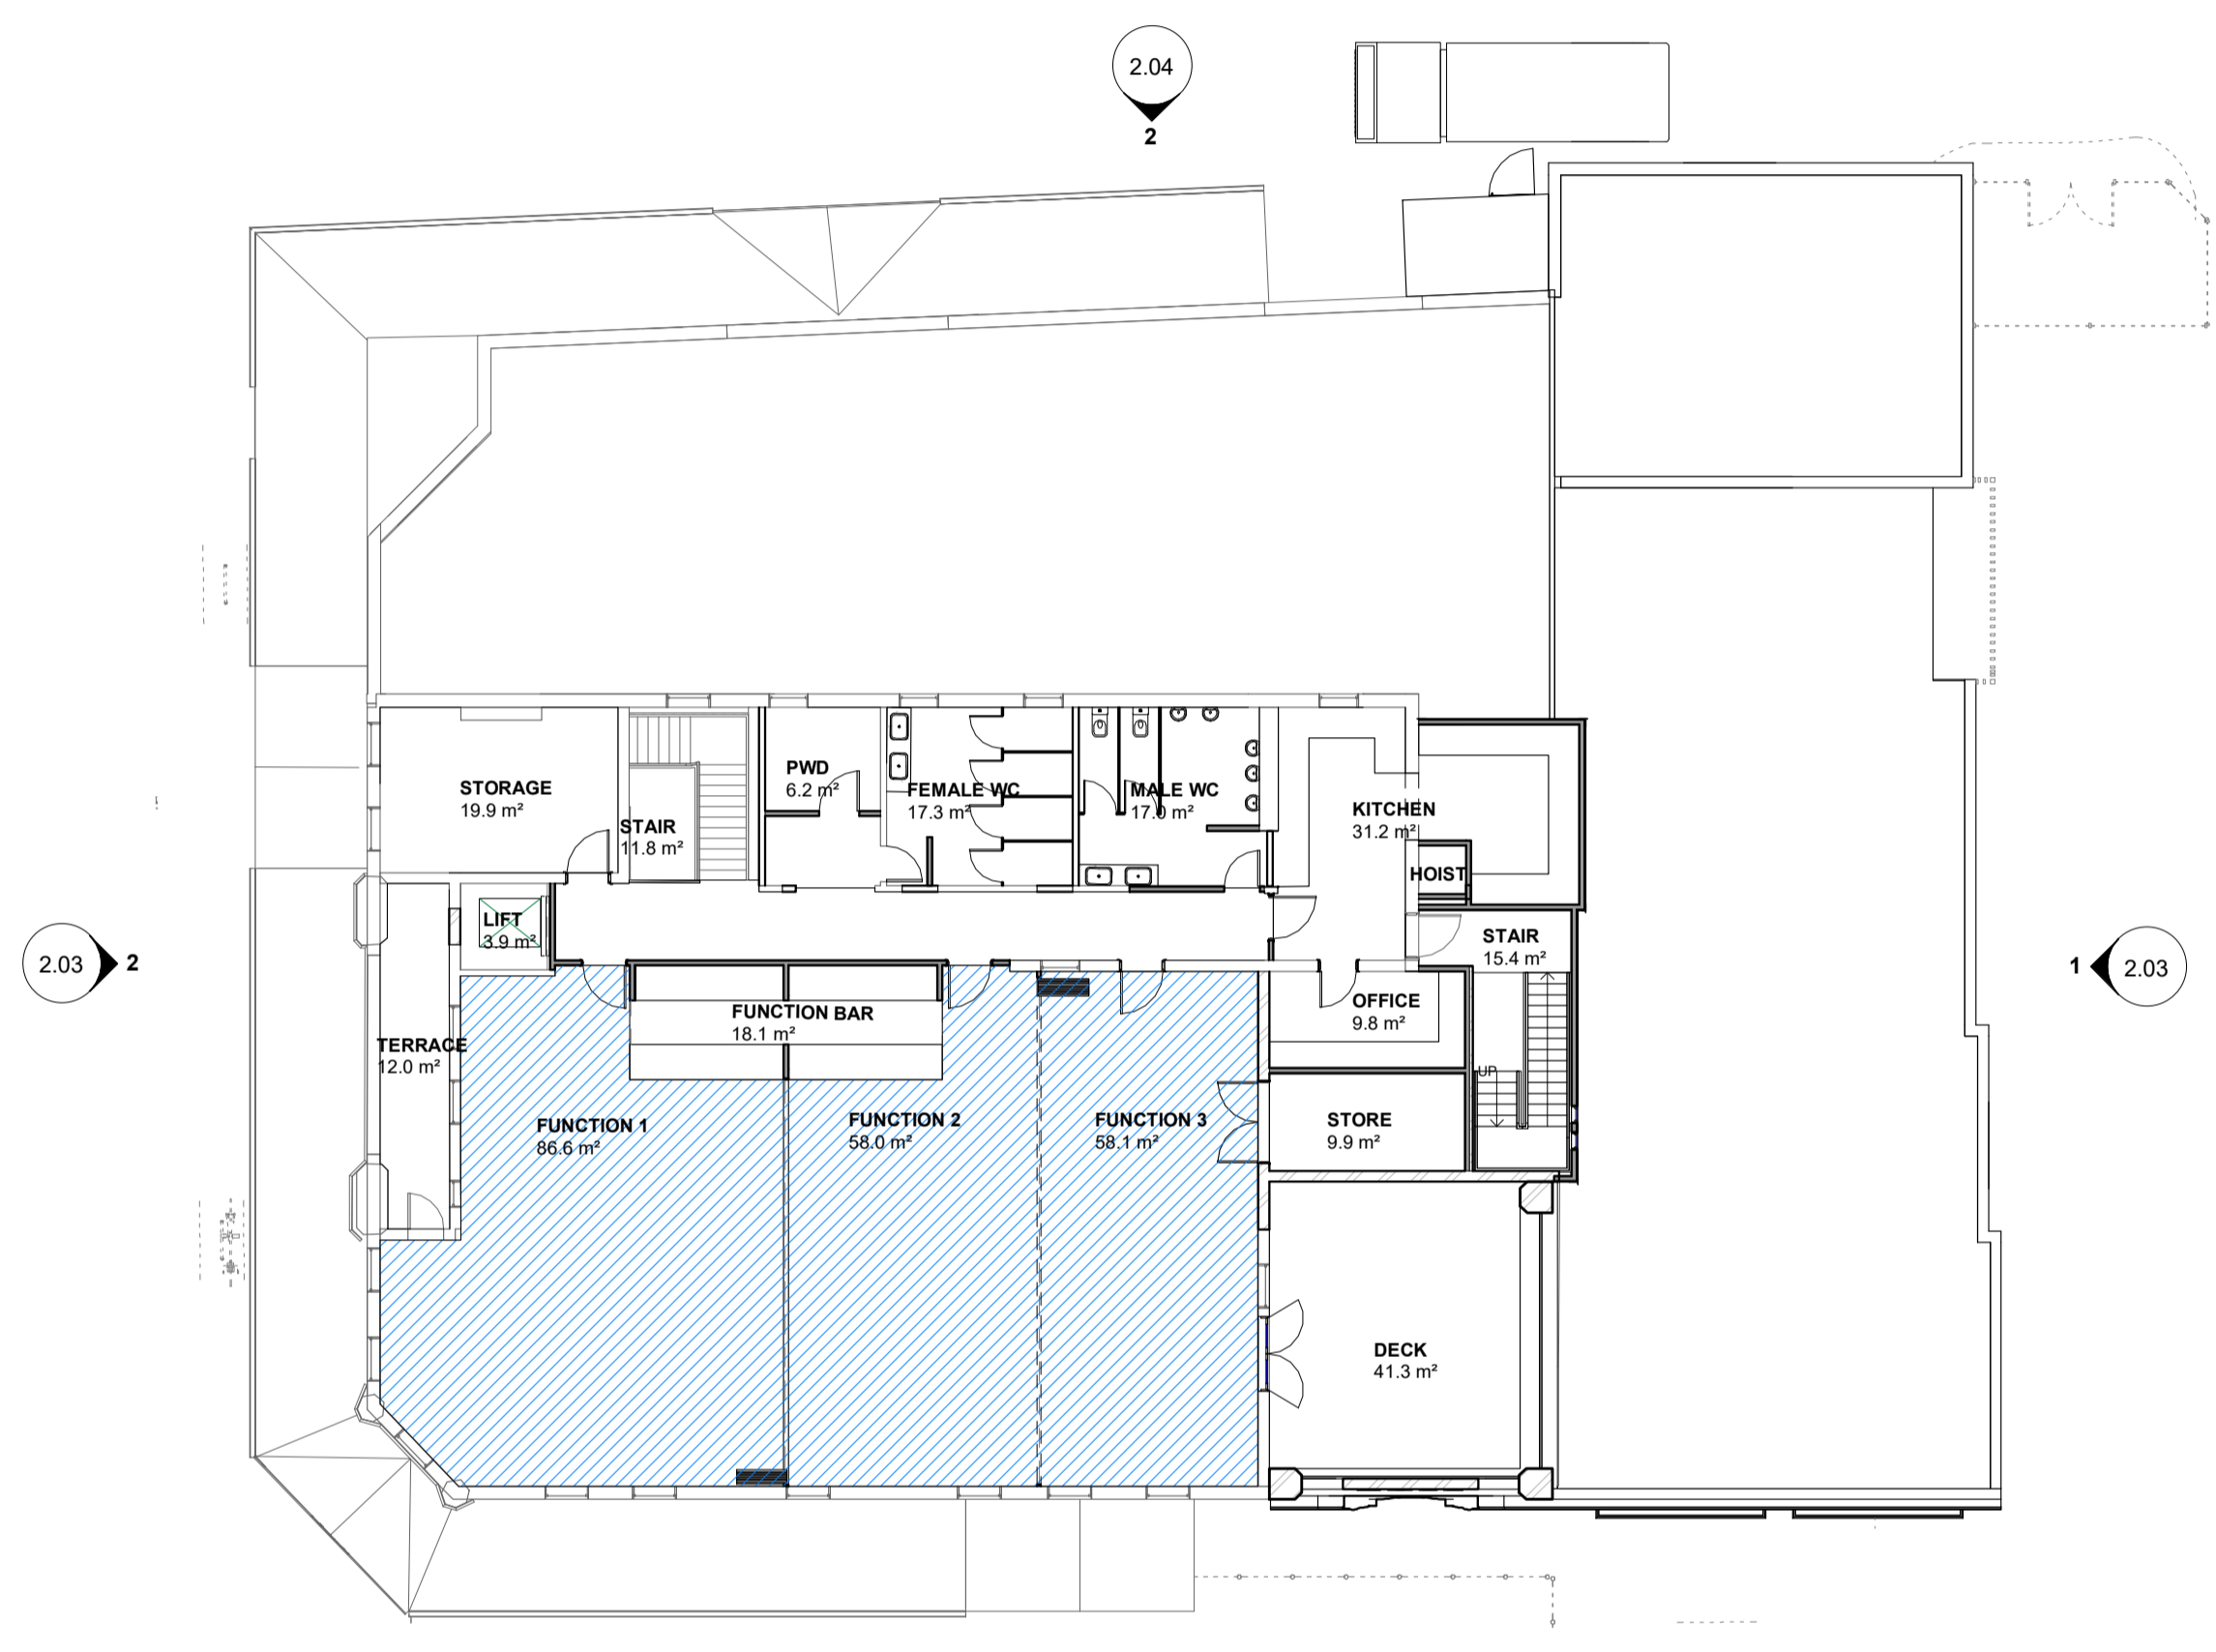 2.04
2
STORAGE
19.9 m²
STAIR
11.8 m²
PWD
6.2 m²
FEMALE WC
17.3 m²
MALE WC
17.0 m²
KITCHEN
31.2 m²
HOIST
LIFT
3.9 m²
STAIR
15.4 m²
2.03
2
1
2.03
FUNCTION BAR
18.1 m²
OFFICE
9.8 m²
TERRACE
12.0 m²
UP
FUNCTION 1
86.6 m²
FUNCTION 2
58.0 m²
FUNCTION 3
58.1 m²
STORE
9.9 m²
DECK
41.3 m²